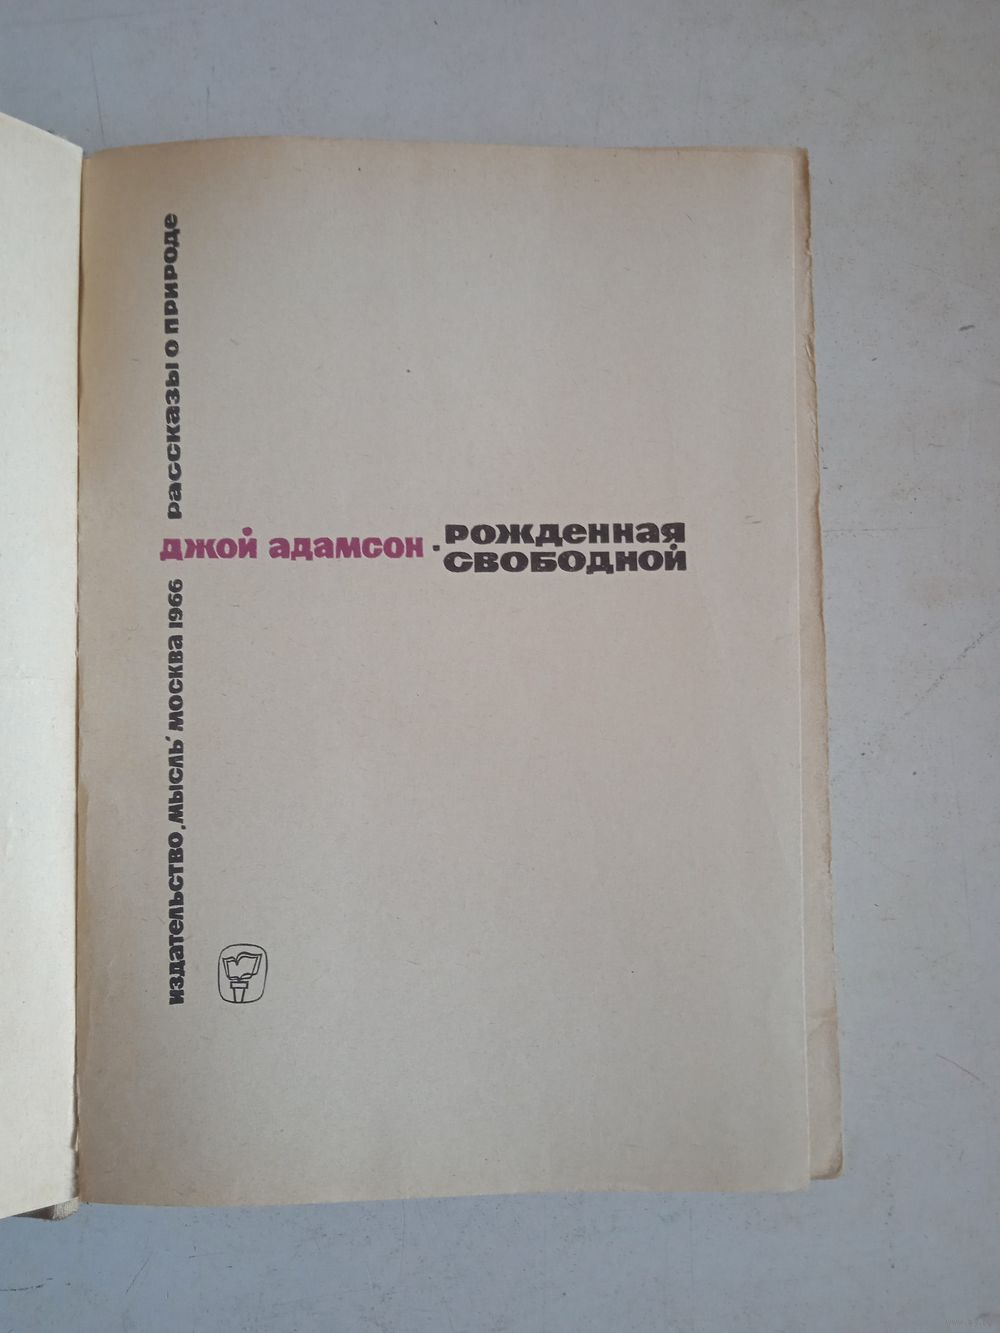 рассказы о природе
джой адамсон
рожденная
свободной
издательство „мысль‘ москва 1966